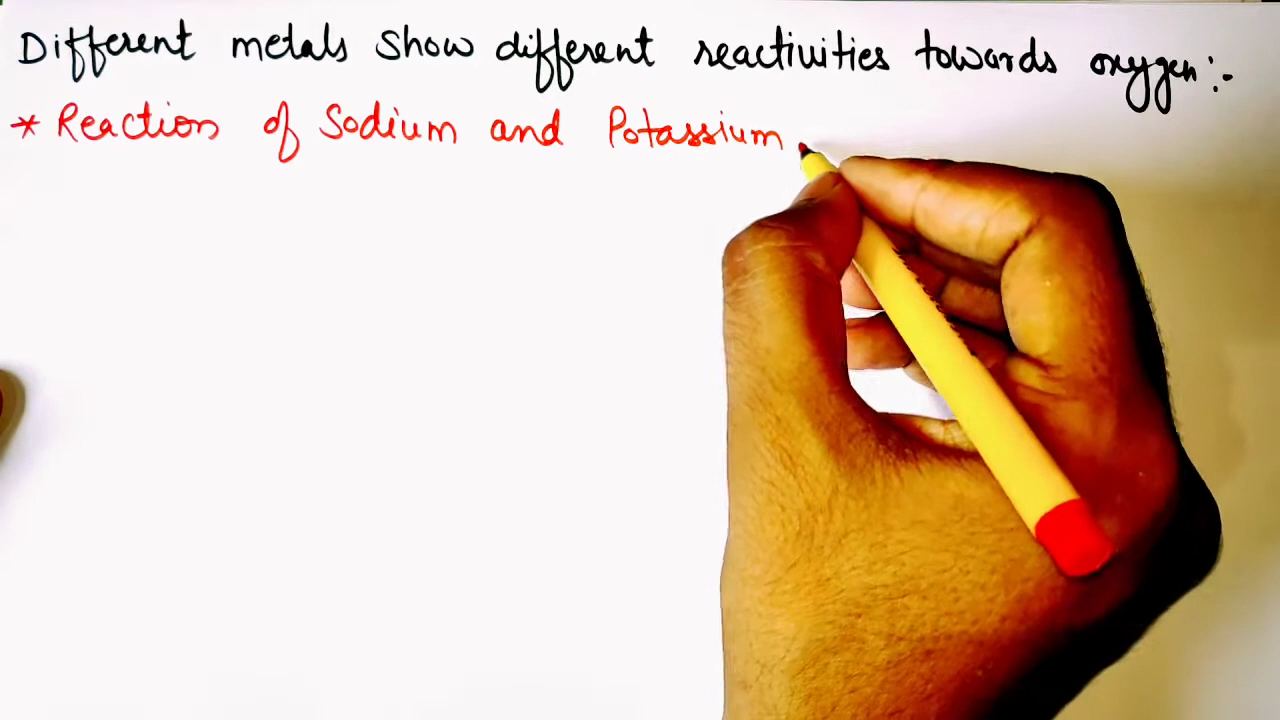 Different metals show different reactivities towards oxygen:-
* Reaction of Sodium and Potassium